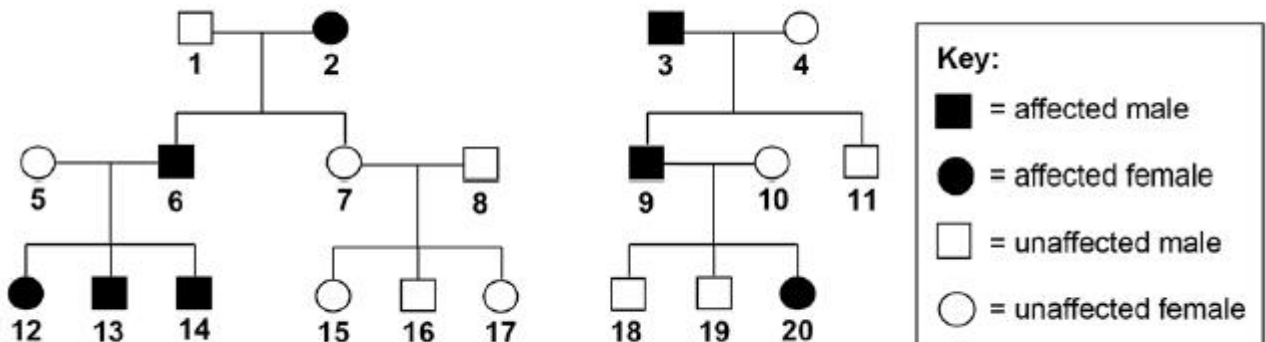 1 2 3 4
5 6 7 8 9 10 11
12 13 14 15 16 17 18 19 20
Key:
= affected male
= affected female
= unaffected male
= unaffected female